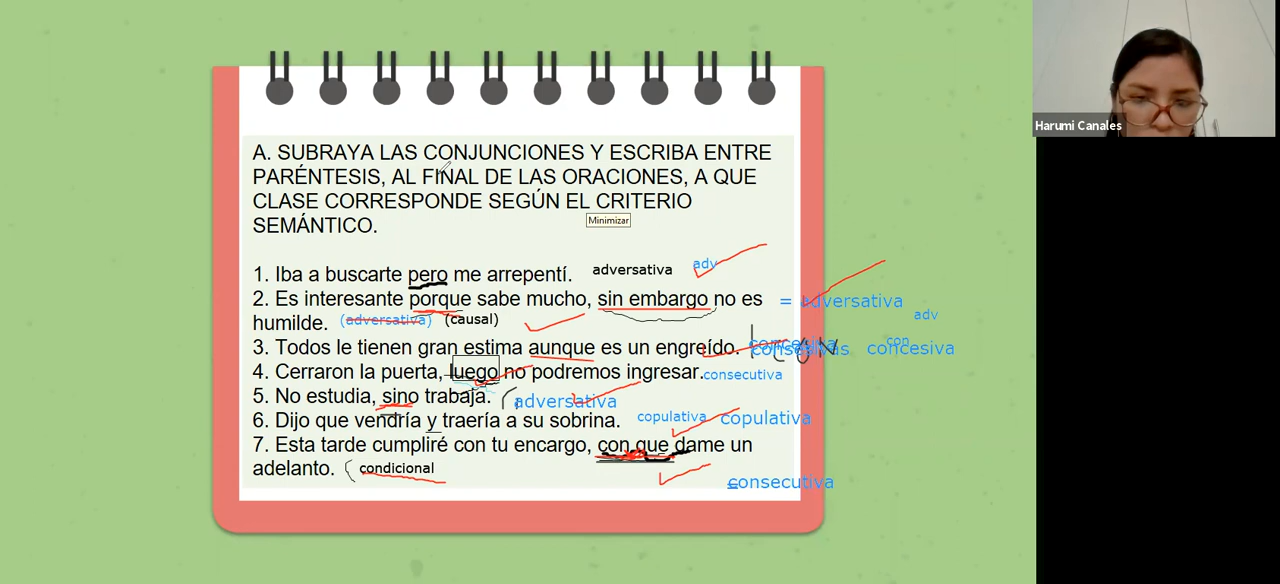 Harumi Canales
A. SUBRAYA LAS CONJUNCIONES Y ESCRIBA ENTRE
PARÉNTESIS, AL FINAL DE LAS ORACIONES, A QUE
CLASE CORRESPONDE SEGÚN EL CRITERIO
Minimizar
SEMÁNTICO.
1. Iba a buscarte pero me arrepentí. adversativa adv
2. Es interesante porque sabe mucho, sin embargo no es = adversativa
humilde. (adversativa) (causal) adv
3. Todos le tienen gran estima aunque es un engreído. concesiva con concesiva
4. Cerraron la puerta, luego no podremos ingresar. consecutiva
5. No estudia, sino trabaja. (adversativa
6. Dijo que vendría y traería a su sobrina. copulativa copulativa
7. Esta tarde cumpliré con tu encargo, con que dame un
adelanto. ( condicional
=consecutiva